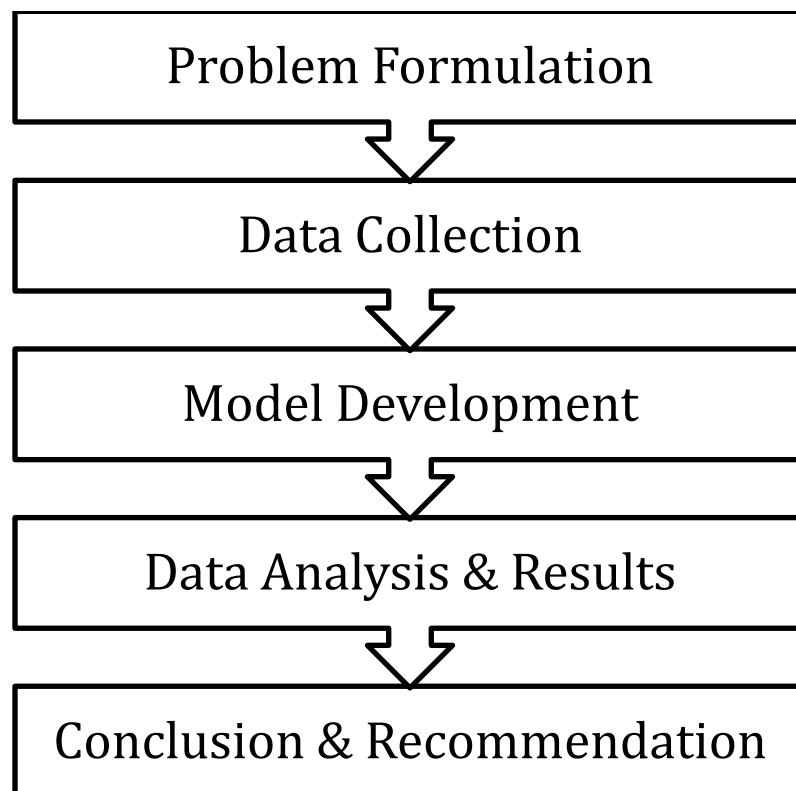 Problem Formulation
Data Collection
Model Development
Data Analysis & Results
Conclusion & Recommendation